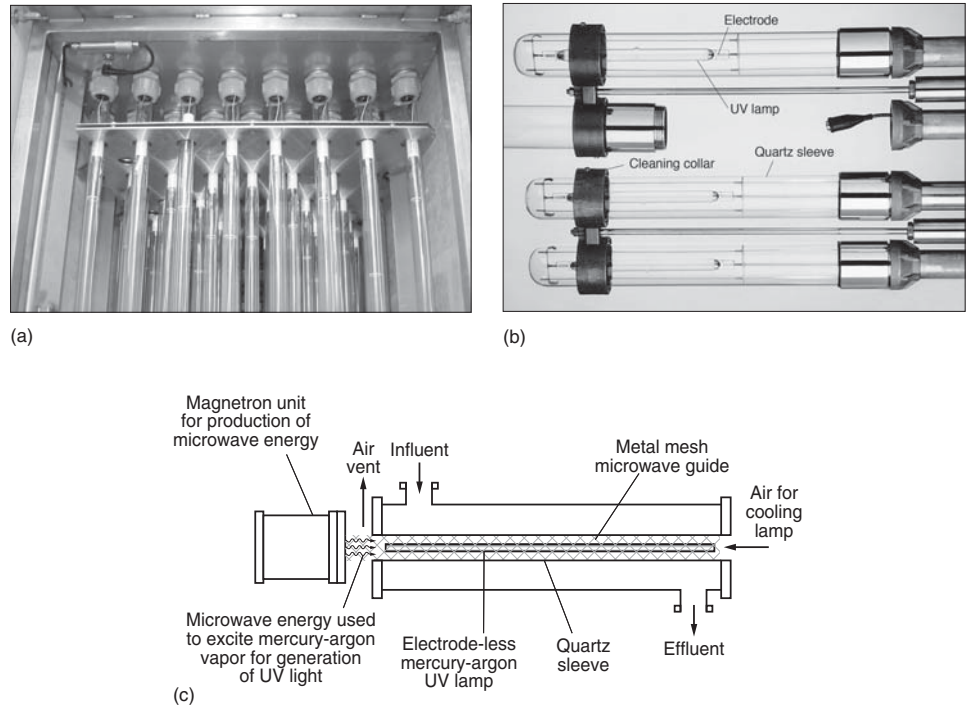 Electrode
UV lamp
Quartz sleeve
Cleaning collar
(a)
(b)
Magnetron unit
for production of
microwave energy
Air
vent
Influent
Metal mesh
microwave guide
Air for
cooling
lamp
Microwave energy used
to excite mercury-argon
vapor for generation
of UV light
Electrode-less
mercury-argon
UV lamp
Quartz
sleeve
Effluent
(c)